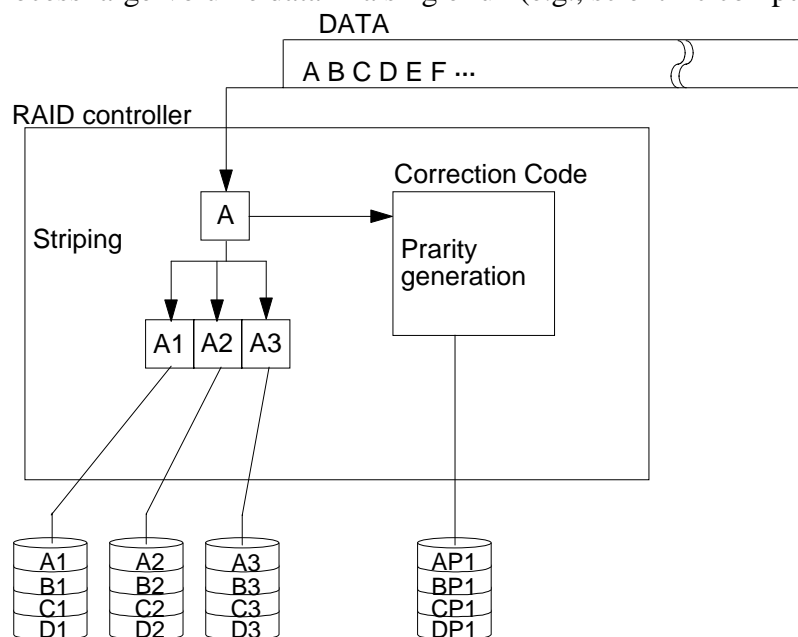 DATA
A B C D E F ...
RAID controller
Correction Code
A
Striping
Prarity
generation
A1 A2 A3
A1 A2 A3 AP1
B1 B2 B3 BP1
C1 C2 C3 CP1
D1 D2 D3 DP1